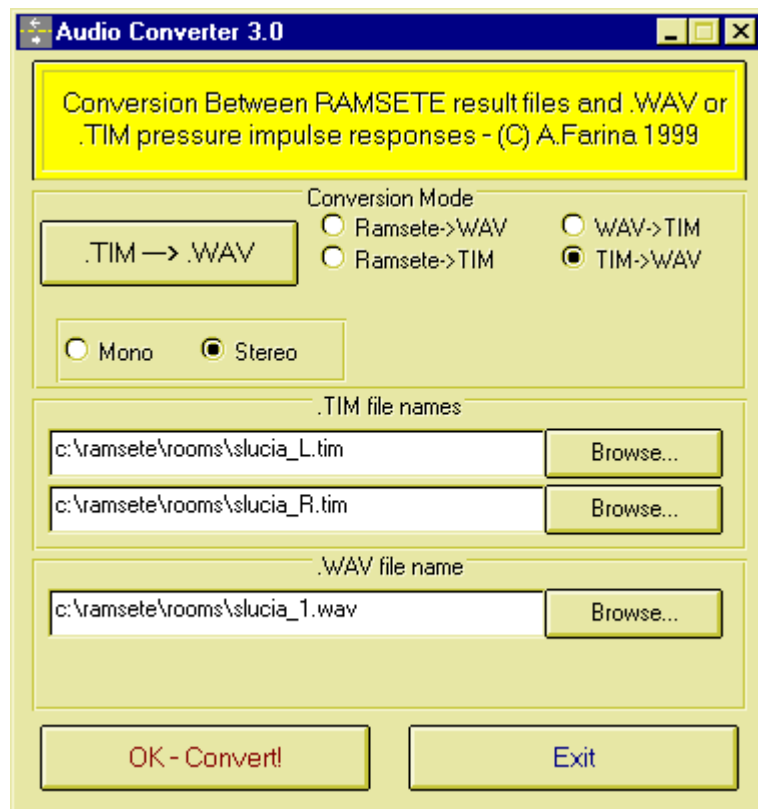 Audio Converter 3.0
Conversion Between RAMSETE result files and .WAV or
.TIM pressure impulse responses - (C) A.Farina 1999
Conversion Mode
.TIM —> .WAV
Ramsete->WAV
WAV->TIM
Ramsete->TIM
TIM->WAV
Mono
Stereo
.TIM file names
c:\ramsete\rooms\slucia_L.tim
Browse...
c:\ramsete\rooms\slucia_R.tim
Browse...
.WAV file name
c:\ramsete\rooms\slucia_1.wav
Browse...
OK - Convert!
Exit